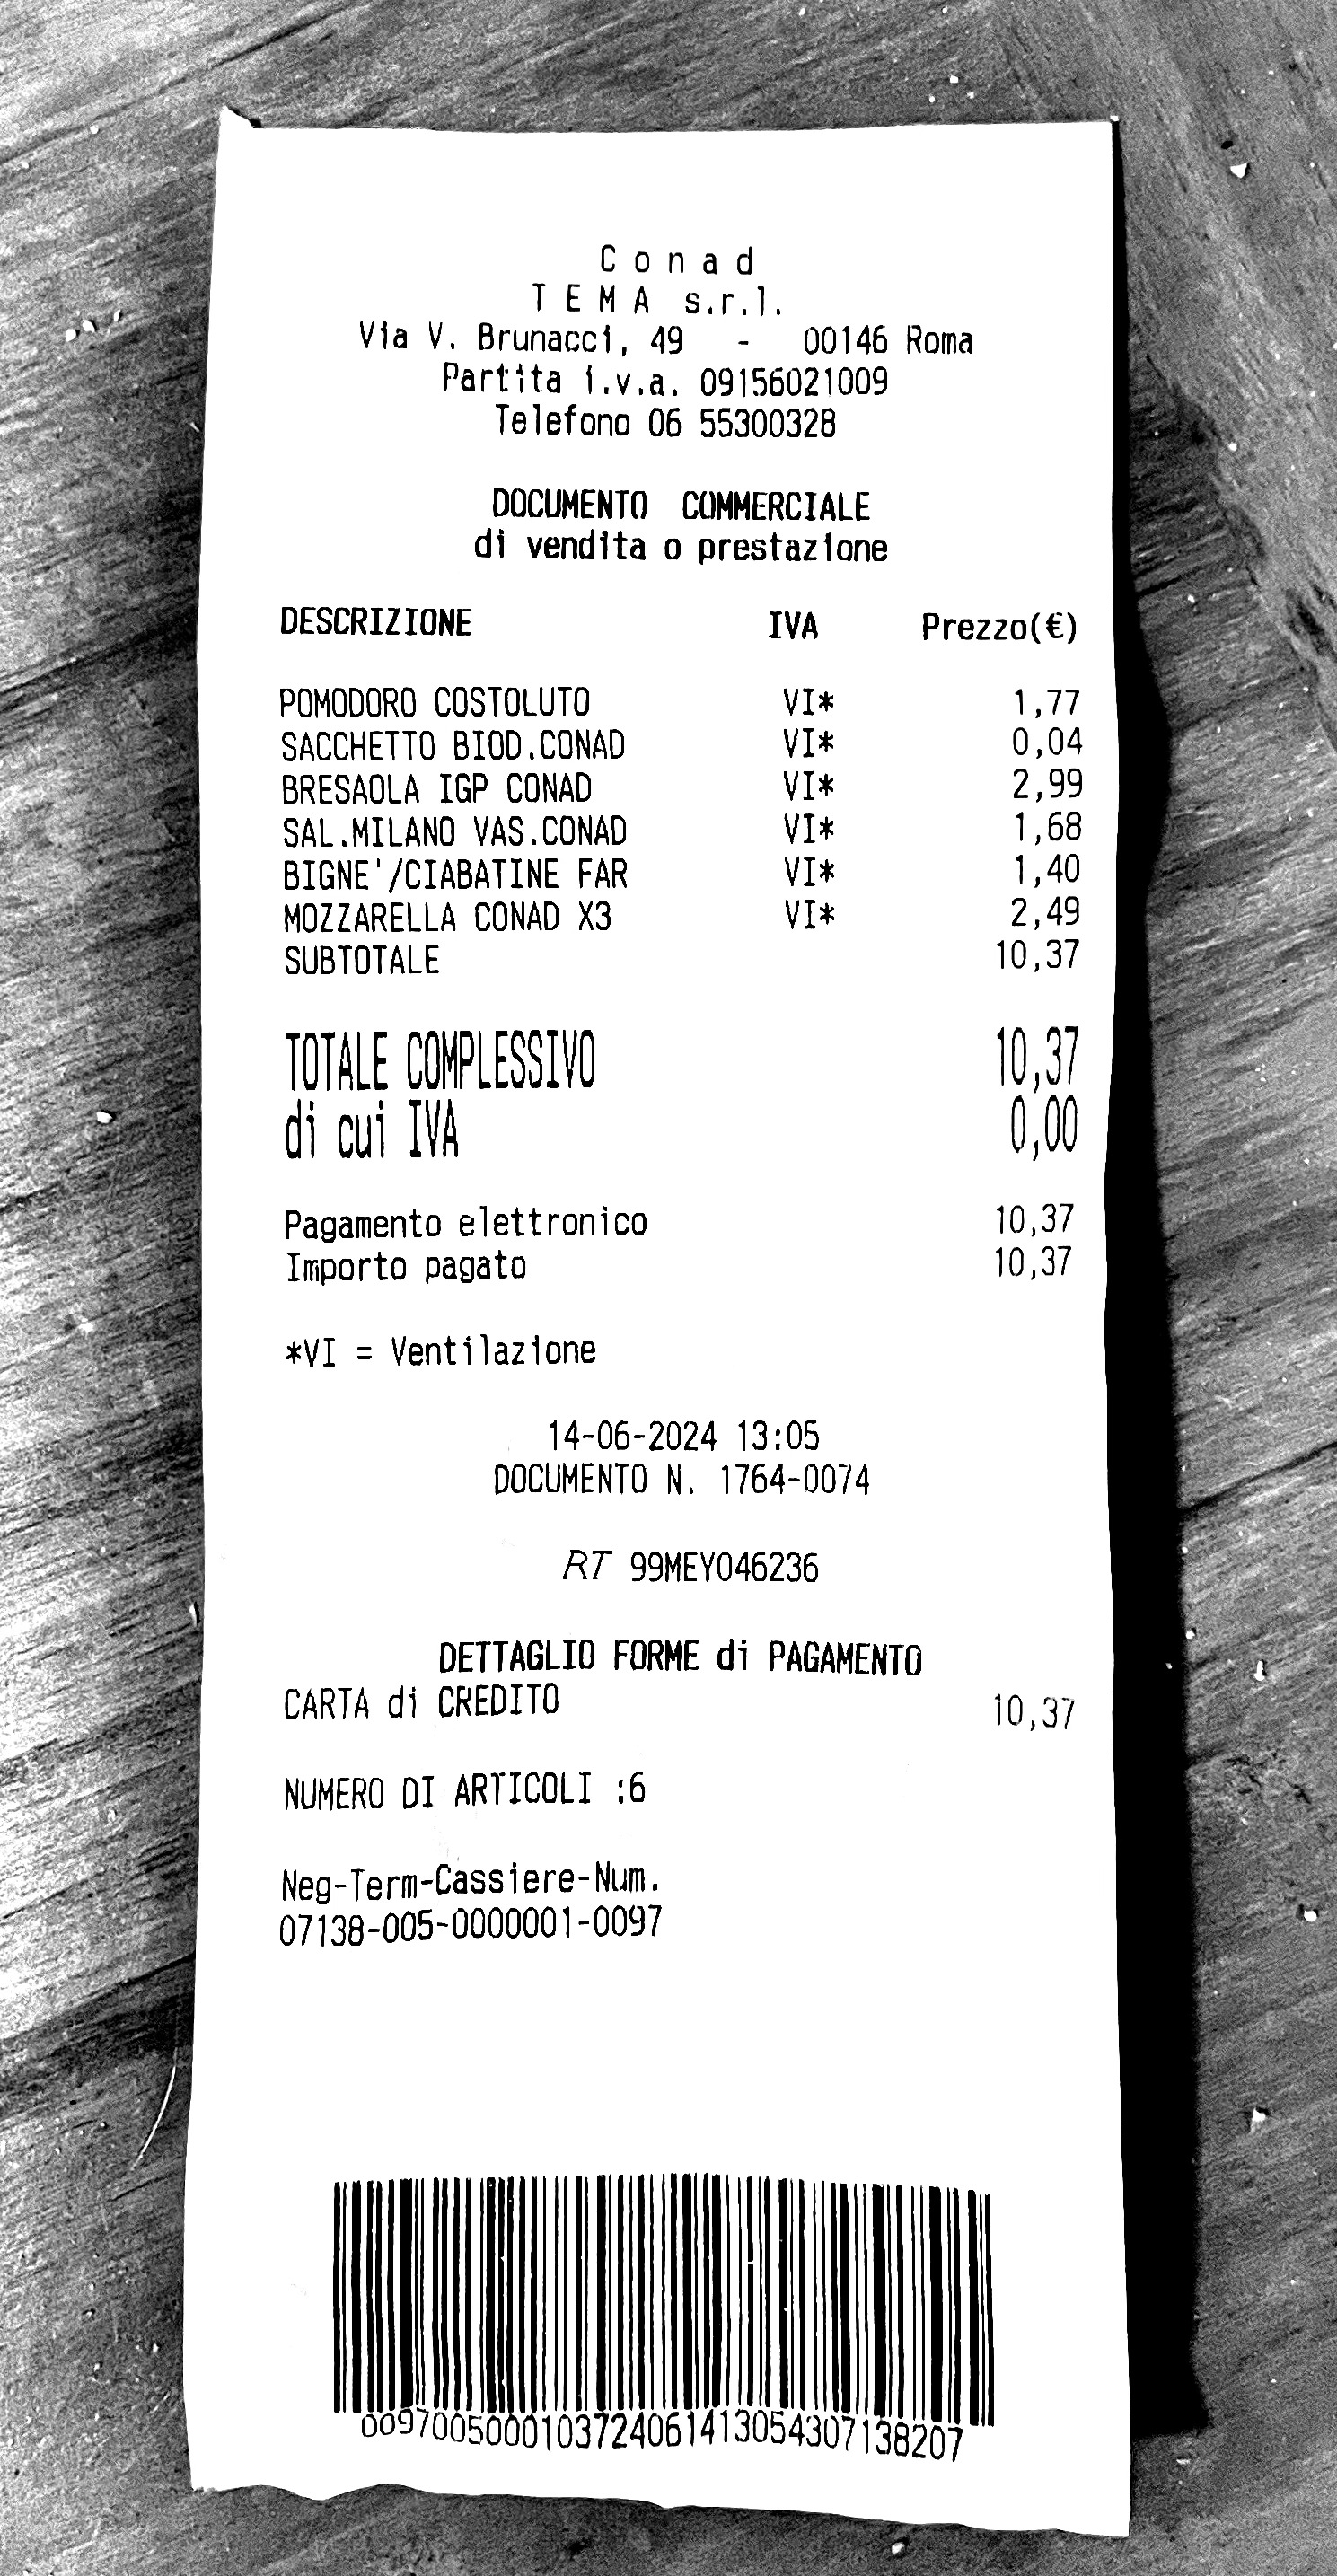 Conad
TEMA s.r.l.
Via V. Brunacci, 49 - 00146 Roma
Partita i.v.a. 09156021009
Telefono 06 55300328
DOCUMENTO COMMERCIALE
di vendita o prestazione
DESCRIZIONE IVA Prezzo(€)
POMODORO COSTOLUTO VI* 1,77
SACCHETTO BIOD.CONAD VI* 0,04
BRESAOLA IGP CONAD VI* 2,99
SAL.MILANO VAS.CONAD VI* 1,68
BIGNE'/CIABATINE FAR VI* 1,40
MOZZARELLA CONAD X3 VI* 2,49
SUBTOTALE 10,37
TOTALE COMPLESSIVO 10,37
di cui IVA 0,00
Pagamento elettronico 10,37
Importo pagato 10,37
*VI = Ventilazione
14-06-2024 13:05
DOCUMENTO N. 1764-0074
RT 99MEY046236
DETTAGLIO FORME di PAGAMENTO
CARTA di CREDITO 10,37
NUMERO DI ARTICOLI :6
Neg-Term-Cassiere-Num.
07138-005-0000001-0097
0097005000103724061413054307138207